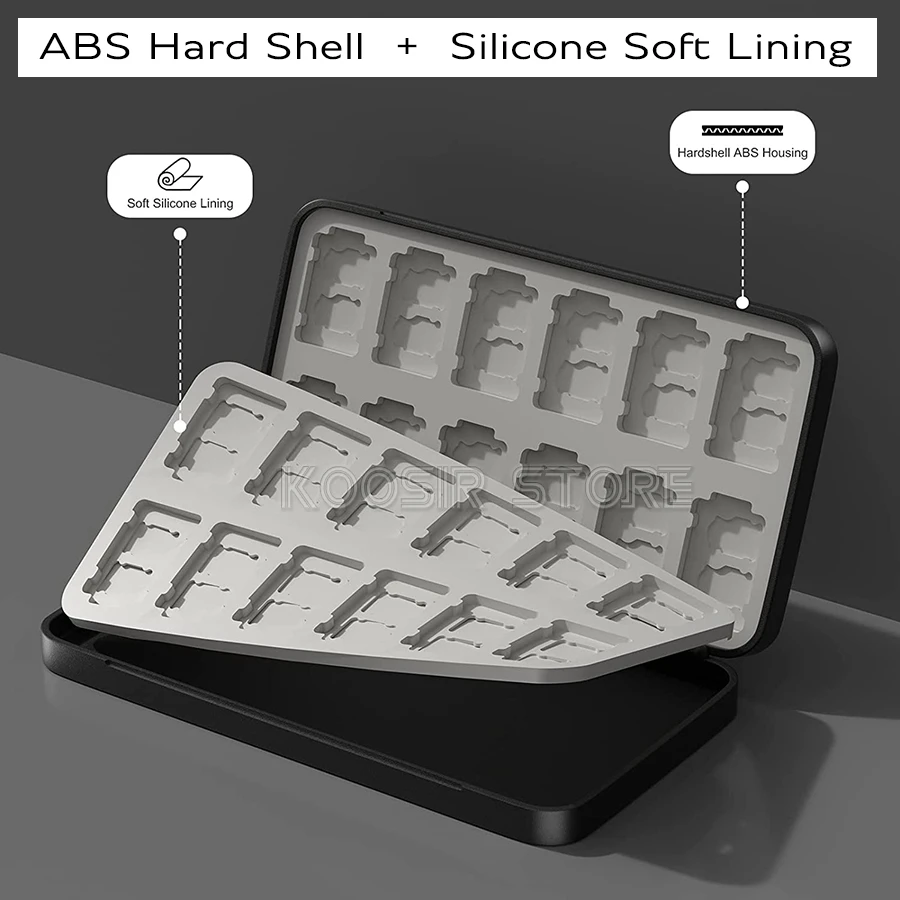 ABS Hard Shell + Silicone Soft Lining
Hardshell ABS Housing
Soft Silicone Lining
KOOSIR STORE